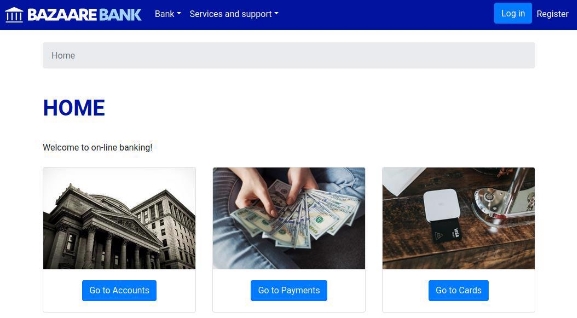 BAZAARE BANK
Bank Services and support Log in Register
Home
HOME
Welcome to on-line banking!
Go to Accounts Go to Payments Go to Cards